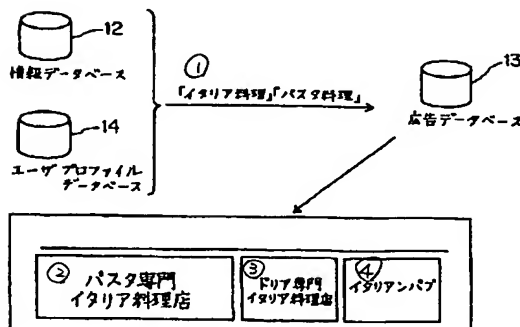 12
情報データベース
14
ユーザプロファイル
データベース
①
「イタリア料理」「パスタ料理」
13
広告データベース
② パスタ専門
イタリア料理店
③ ドリア専門
イタリア料理店
④
イタリアンパブ